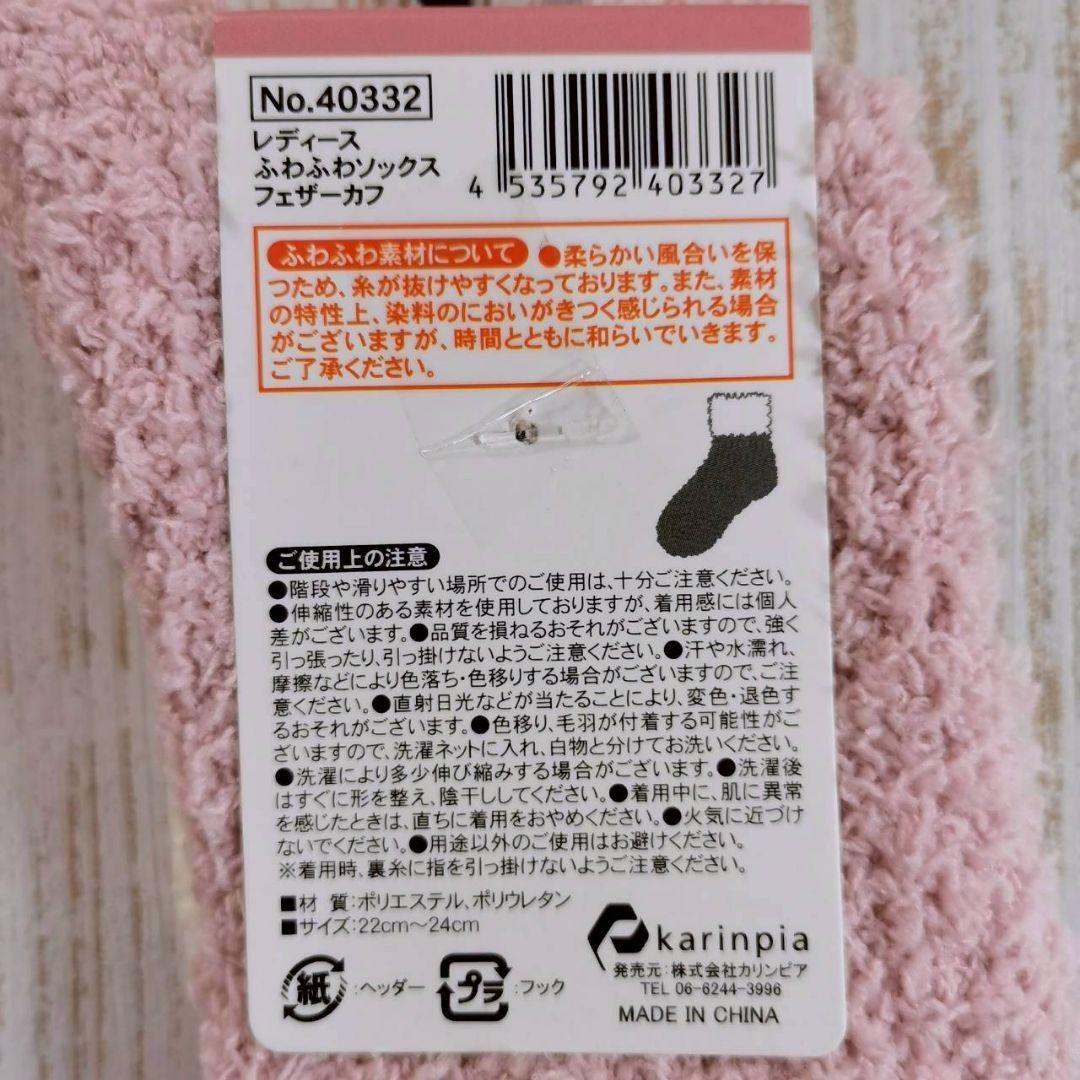 No.40332
レディース
ふわふわソックス
フェザーカフ
4 535792 403327
ふわふわ素材について ●柔らかい風合いを保
つため、糸が抜けやすくなっております。また、素材
の特性上、染料のにおいがきつく感じられる場合
がございますが、時間とともに和らいでいきます。
ご了承ください。
ご使用上の注意
●階段や滑りやすい場所でのご使用は、十分ご注意ください。
●伸縮性のある素材を使用しておりますが、着用感には個人
差がございます。●品質を損ねるおそれがございますので、強く
引っ張ったり、引っ掛けないようご注意ください。●汗や水濡れ、
摩擦などにより色落ち・色移りする場合がございますので、ご注
意ください。●直射日光などが当たることにより、変色・退色す
るおそれがございます。●色移り、毛羽が付着する可能性がご
ざいますので、洗濯ネットに入れ、白物と分けてお洗いください。
●洗濯により多少伸び縮みする場合がございます。●洗濯後
はすぐに形を整え、陰干ししてください。●着用中に、肌に異常
を感じたときは、直ちに着用をおやめください。●火気に近づけ
ないでください。●用途以外のご使用はお避けください。
※着用時、裏糸に指を引っ掛けないようご注意ください。
■材 質:ポリエステル、ポリウレタン
■サイズ:22cm～24cm
紙:ヘッダー プラ:フック
karinpia
発売元:株式会社カリンピア
TEL 06-6244-3996
MADE IN CHINA